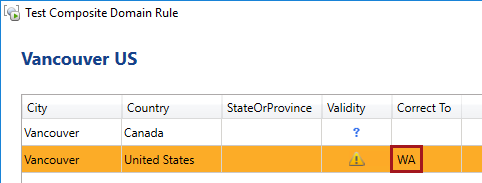 Test Composite Domain Rule
Vancouver US
City Country StateOrProvince Validity Correct To
Vancouver Canada ?
Vancouver United States WA